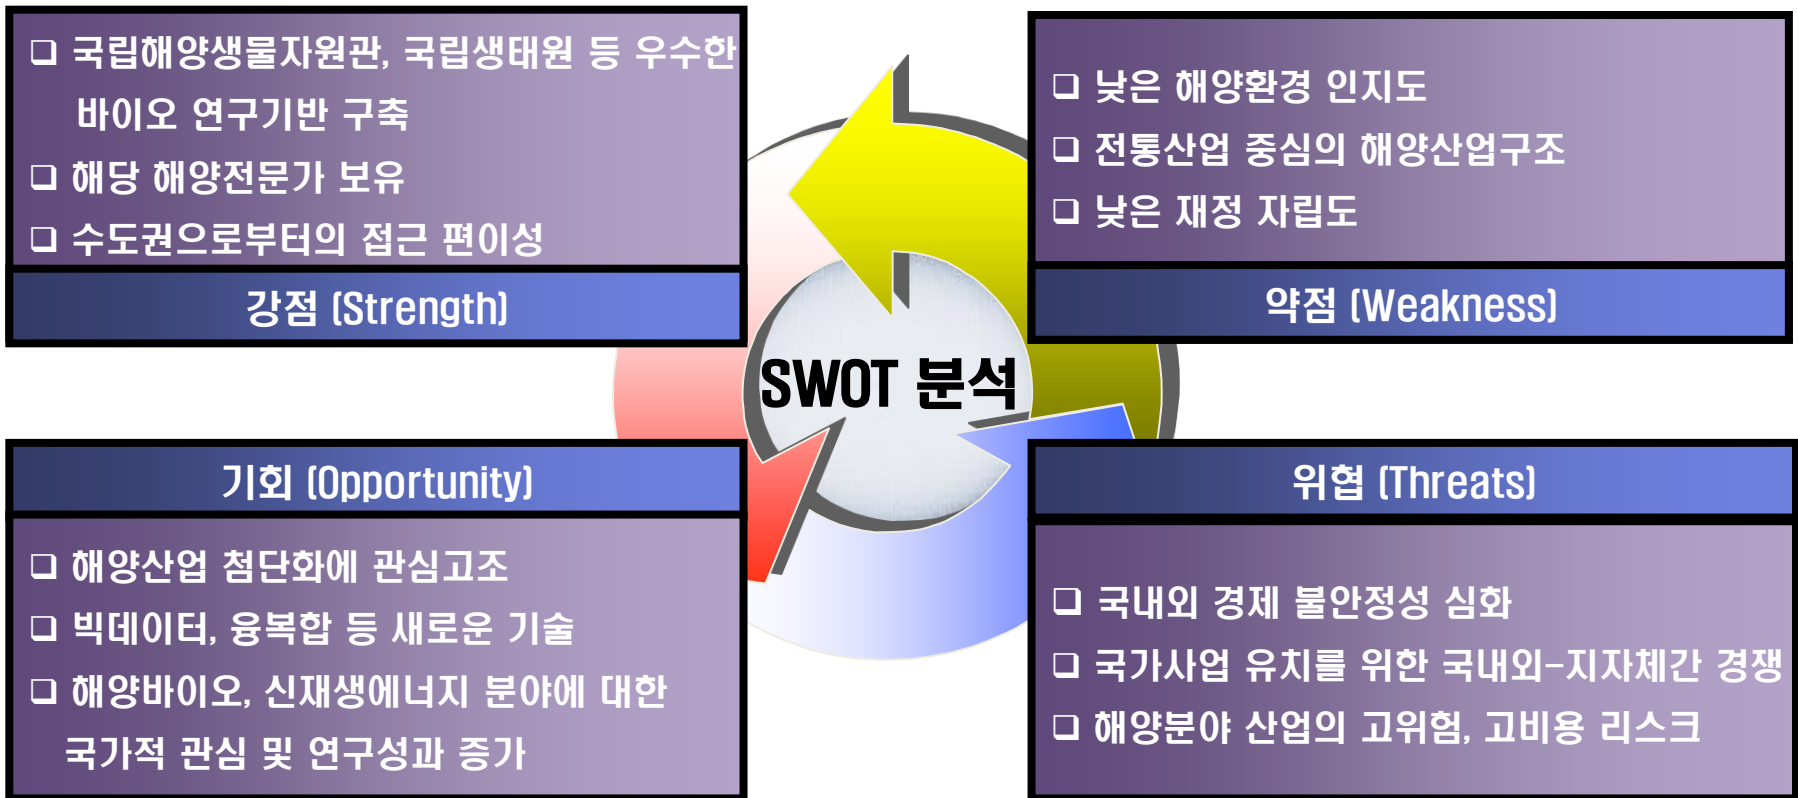 ❑ 국립해양생물자원관, 국립생태원 등 우수한
바이오 연구기반 구축
❑ 해당 해양전문가 보유
❑ 수도권으로부터의 접근 편이성
강점 (Strength)
❑ 낮은 해양환경 인지도
❑ 전통산업 중심의 해양산업구조
❑ 낮은 재정 자립도
약점 (Weakness)
SWOT 분석
기회 (Opportunity)
❑ 해양산업 첨단화에 관심고조
❑ 빅데이터, 융복합 등 새로운 기술
❑ 해양바이오, 신재생에너지 분야에 대한
국가적 관심 및 연구성과 증가
위협 (Threats)
❑ 국내외 경제 불안정성 심화
❑ 국가사업 유치를 위한 국내외-지자체간 경쟁
❑ 해양분야 산업의 고위험, 고비용 리스크